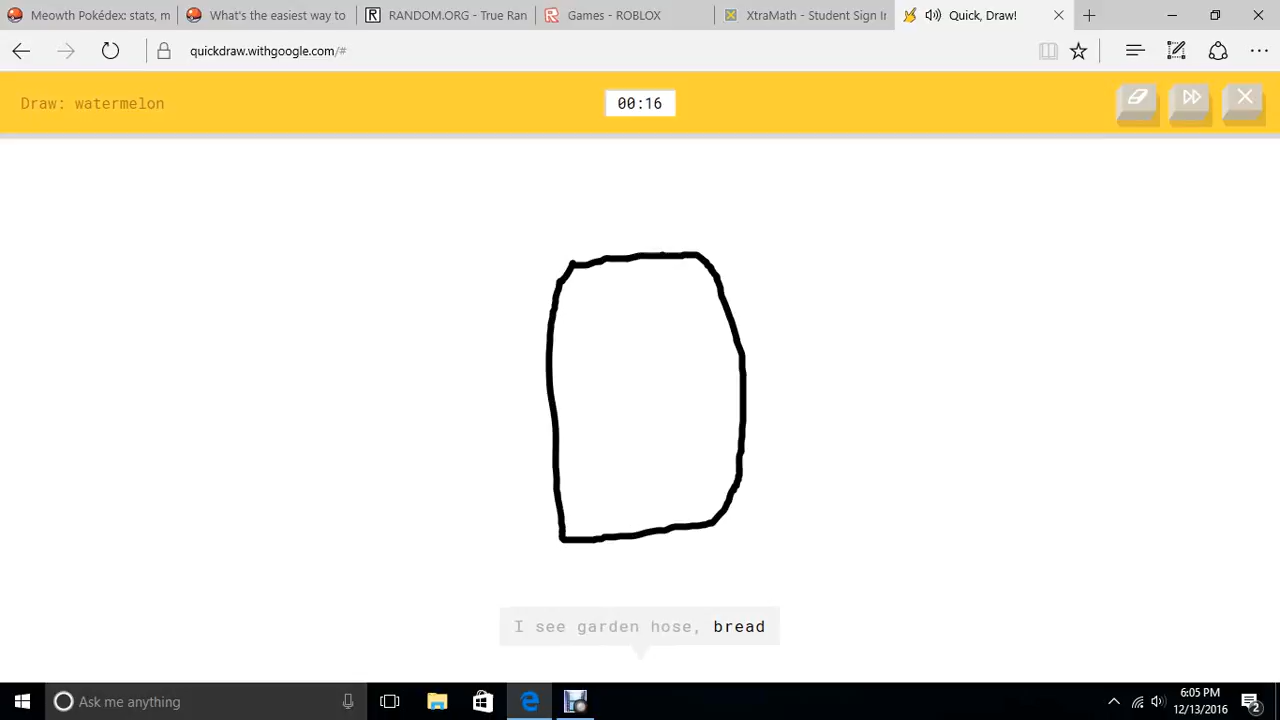 Meowth Pokédex: stats, m
What's the easiest way to
RANDOM.ORG - True Ran
Games - ROBLOX
XtraMath - Student Sign In
Quick, Draw!
quickdraw.withgoogle.com/#
Draw: watermelon
00:16
I see garden hose, bread
Ask me anything
6:05 PM
12/13/2016
2